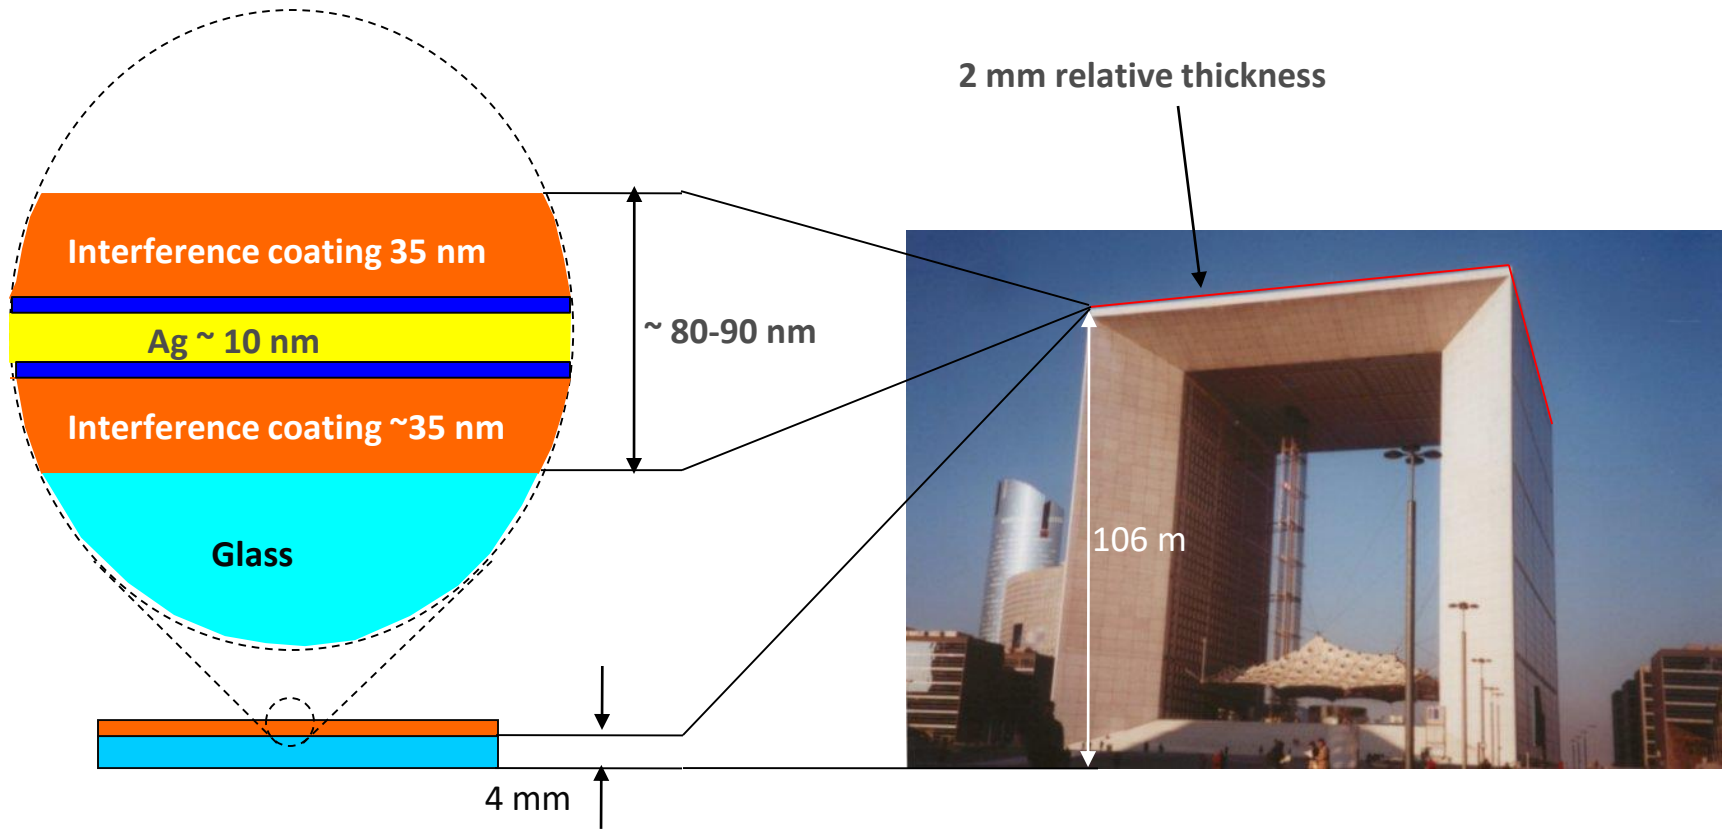 2 mm relative thickness
Interference coating 35 nm
Ag ~ 10 nm
~ 80-90 nm
Interference coating ~35 nm
Glass
106 m
4 mm